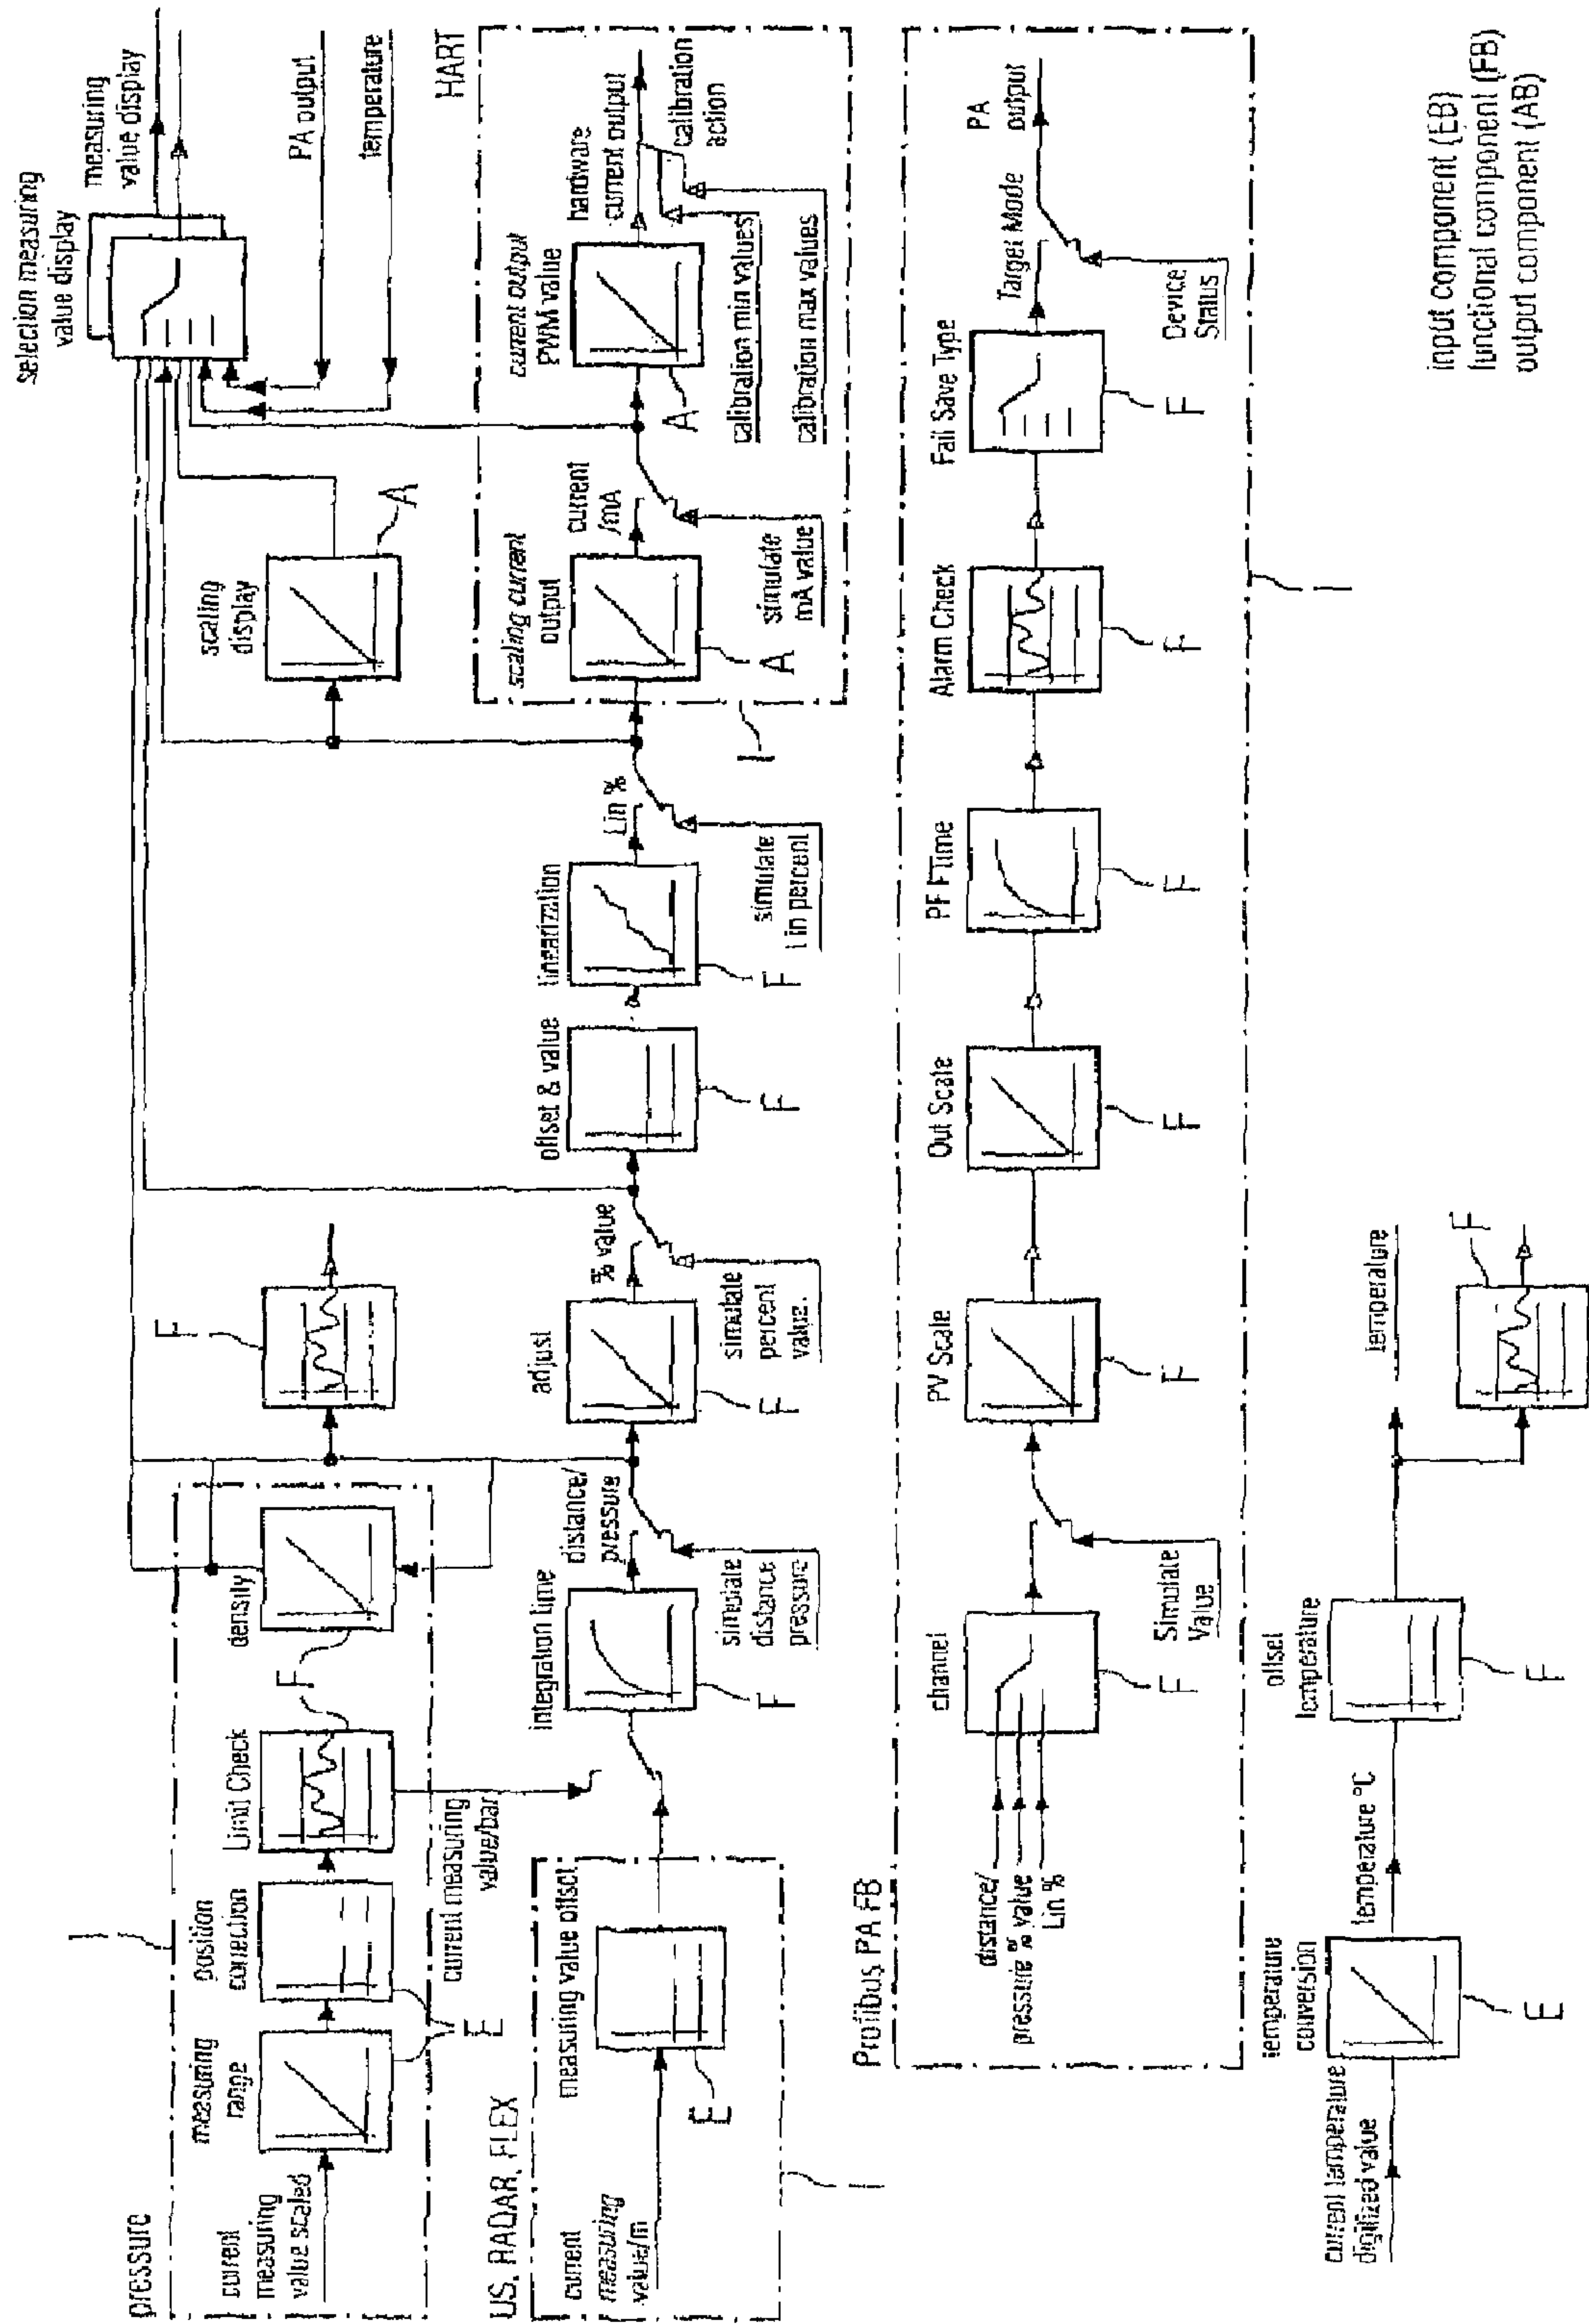 selection measuring
value display
measuring
value display
PA output
temperature
pressure
measuring
range
position
correction
Limit Check
density
F
F
current
measuring
value scaled
E
current measuring
value/bar
scaling
display
A
HART
US, RADAR, FLEX
current
measuring
value/m
measuring value offset
E
integration time
F
distance/
pressure
simulate
distance
pressure
adjust
F
% value
simulate
percent
value.
offset & value
F
linearization
F
Lin %
simulate
Lin percent
scaling current
output
A
current
/mA
simulate
mA value
current output
PWM value
A
hardware
current output
calibration
action
calibration min values
calibration max values
1
1
1
Profibus PA FB
distance/
pressure
% value
Lin %
channel
F
Simulate
Value
PV Scale
F
Out Scale
F
PF FTime
F
Alarm Check
F
Fail Save Type
F
Target Mode
PA
output
Device
Status
1
current temperature
digitized value
temperature
conversion
E
temperature °C
offset
temperature
F
temperature
F
input component (EB)
functional component (FB)
output component (AB)